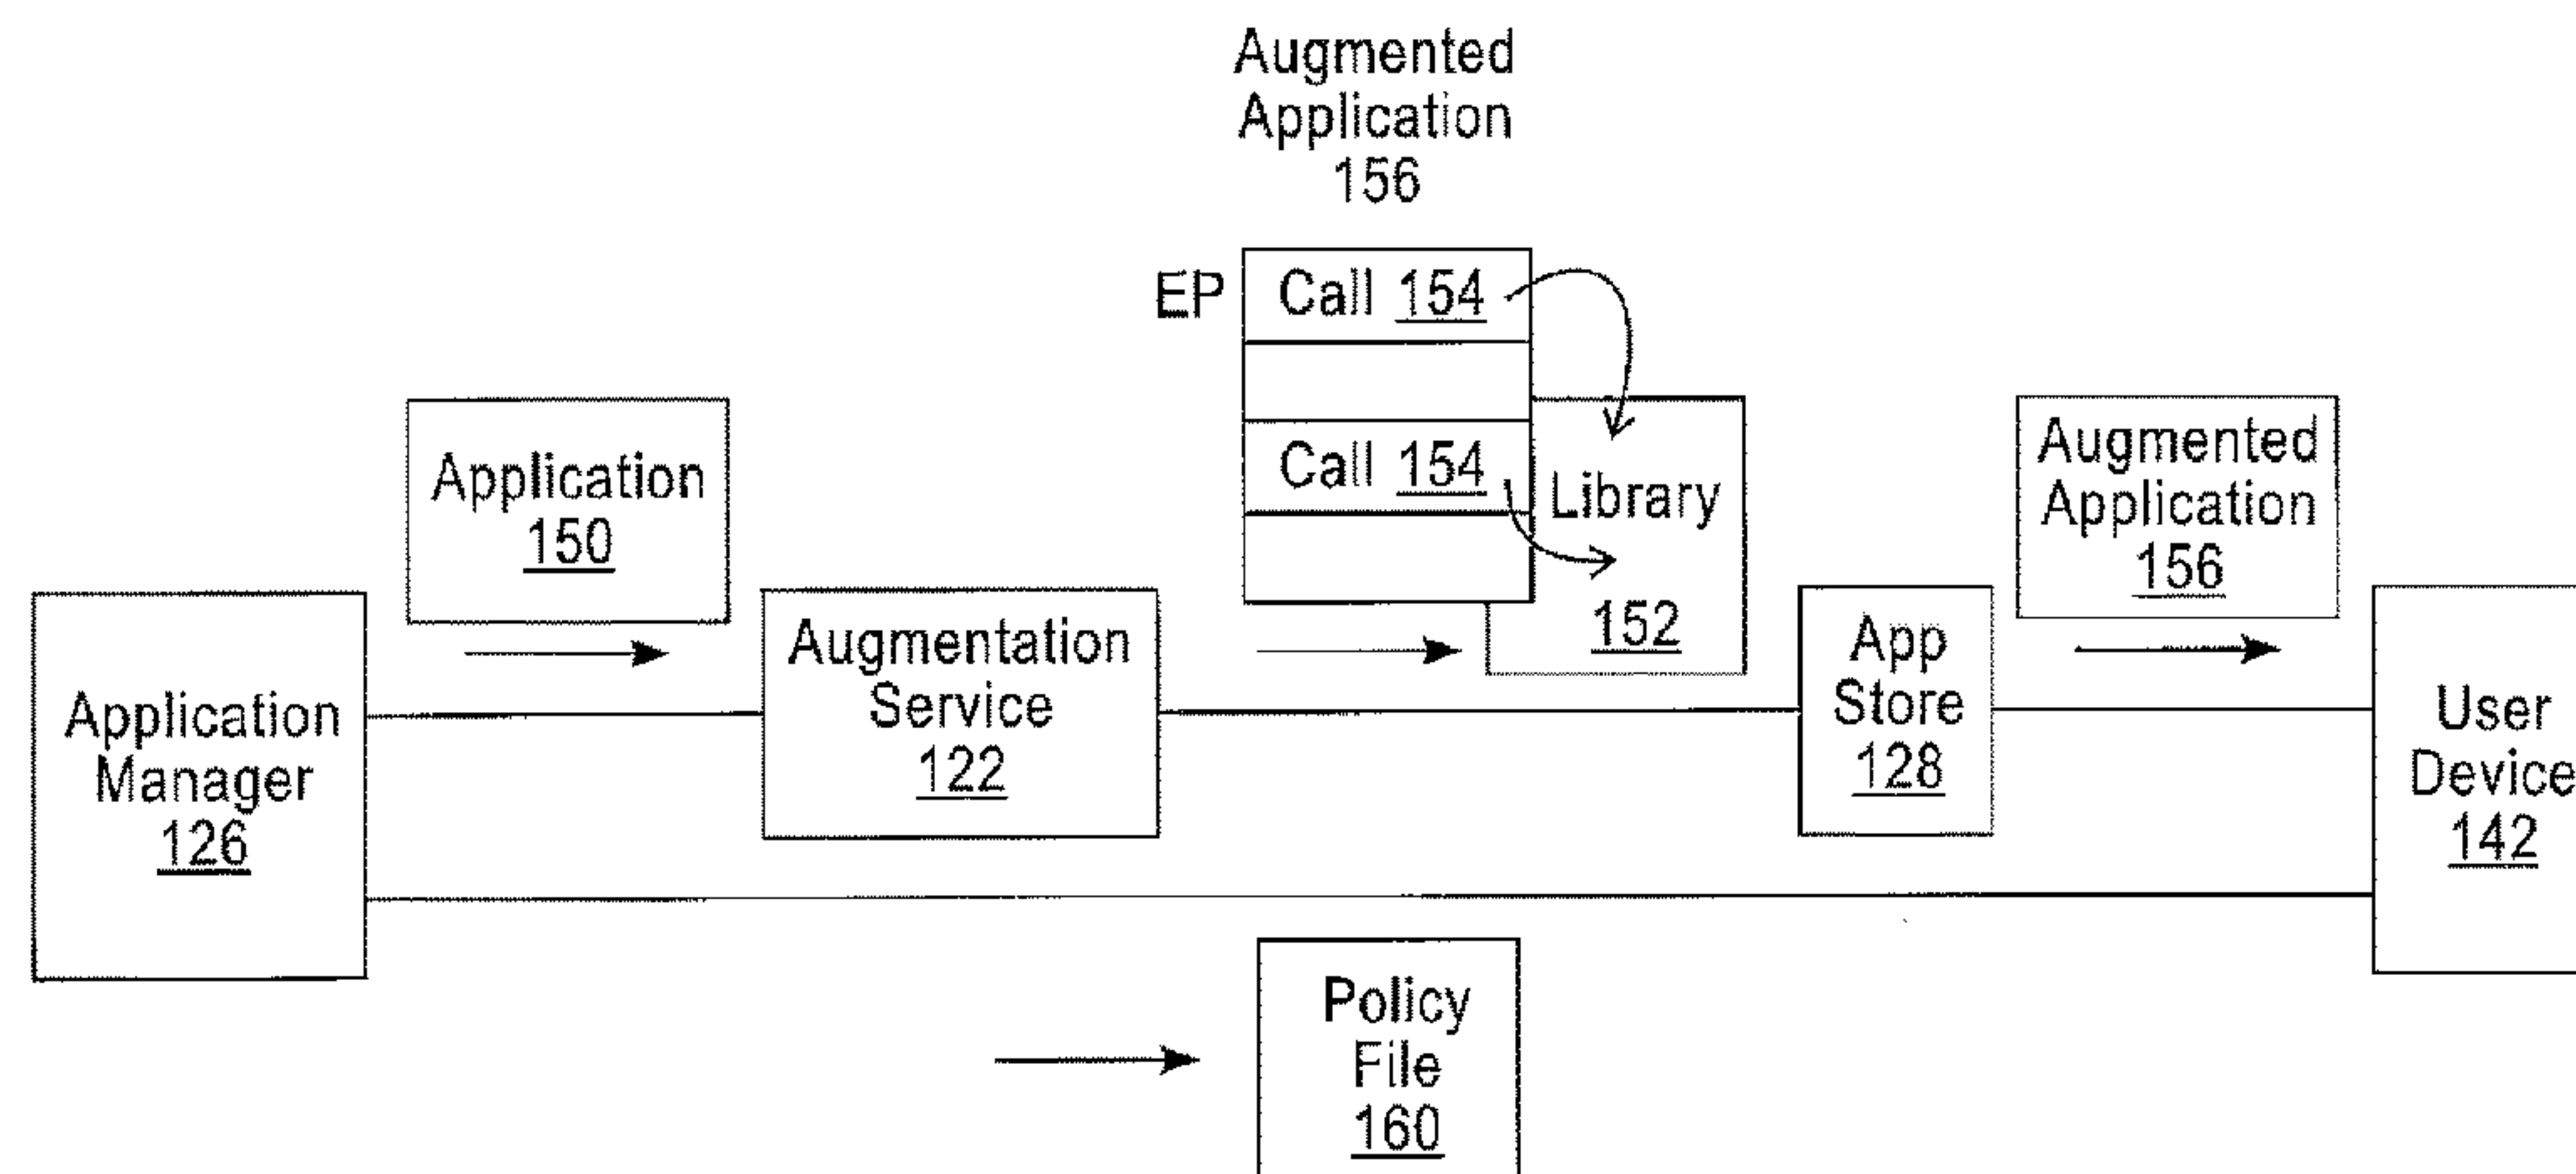 Augmented
Application
156
EP
Call 154
Call 154
Library
152
Application
150
Augmented
Application
156
Application
Manager
126
Augmentation
Service
122
App
Store
128
User
Device
142
Policy
File
160